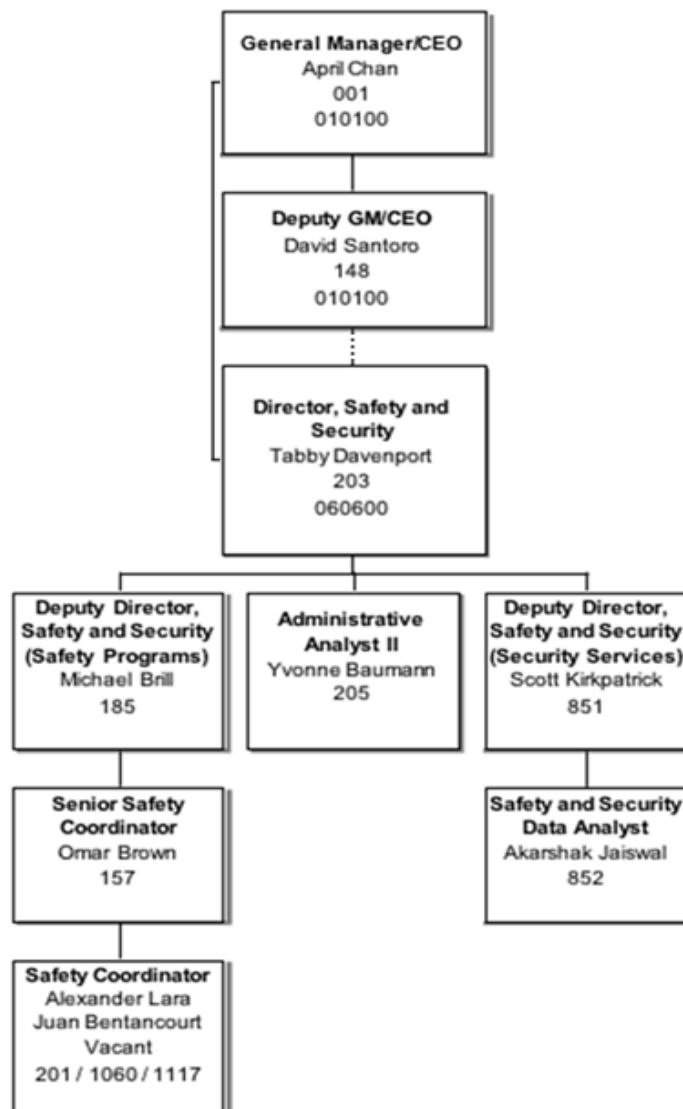 General Manager/CEO
April Chan
001
010100
Deputy GM/CEO
David Santoro
148
010100
Director, Safety and
Security
Tabby Davenport
203
060600
Deputy Director,
Safety and Security
(Safety Programs)
Michael Brill
185
Administrative
Analyst II
Yvonne Baumann
205
Deputy Director,
Safety and Security
(Security Services)
Scott Kirkpatrick
851
Senior Safety
Coordinator
Omar Brown
157
Safety and Security
Data Analyst
Akarshak Jaiswal
852
Safety Coordinator
Alexander Lara
Juan Bentancourt
Vacant
201 / 1060 / 1117